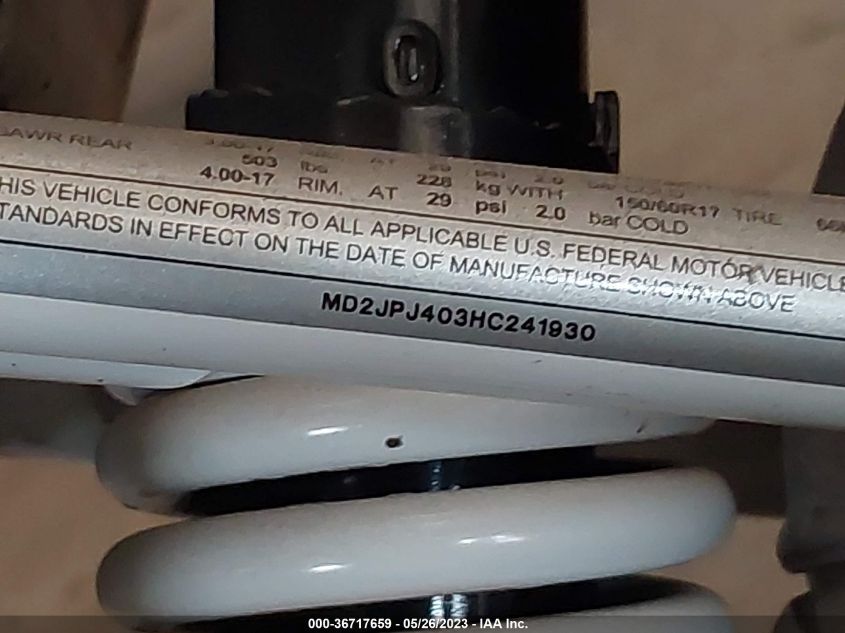 GAWR REAR 503 lbs 228 kg WITH 150/60R17 TIRE
4.00-17 RIM, AT 29 psi 2.0 bar COLD
THIS VEHICLE CONFORMS TO ALL APPLICABLE U.S. FEDERAL MOTOR VEHICLE
STANDARDS IN EFFECT ON THE DATE OF MANUFACTURE SHOWN ABOVE
MD2JPJ403HC241930
000-36717659 - 05/26/2023 - IAA Inc.